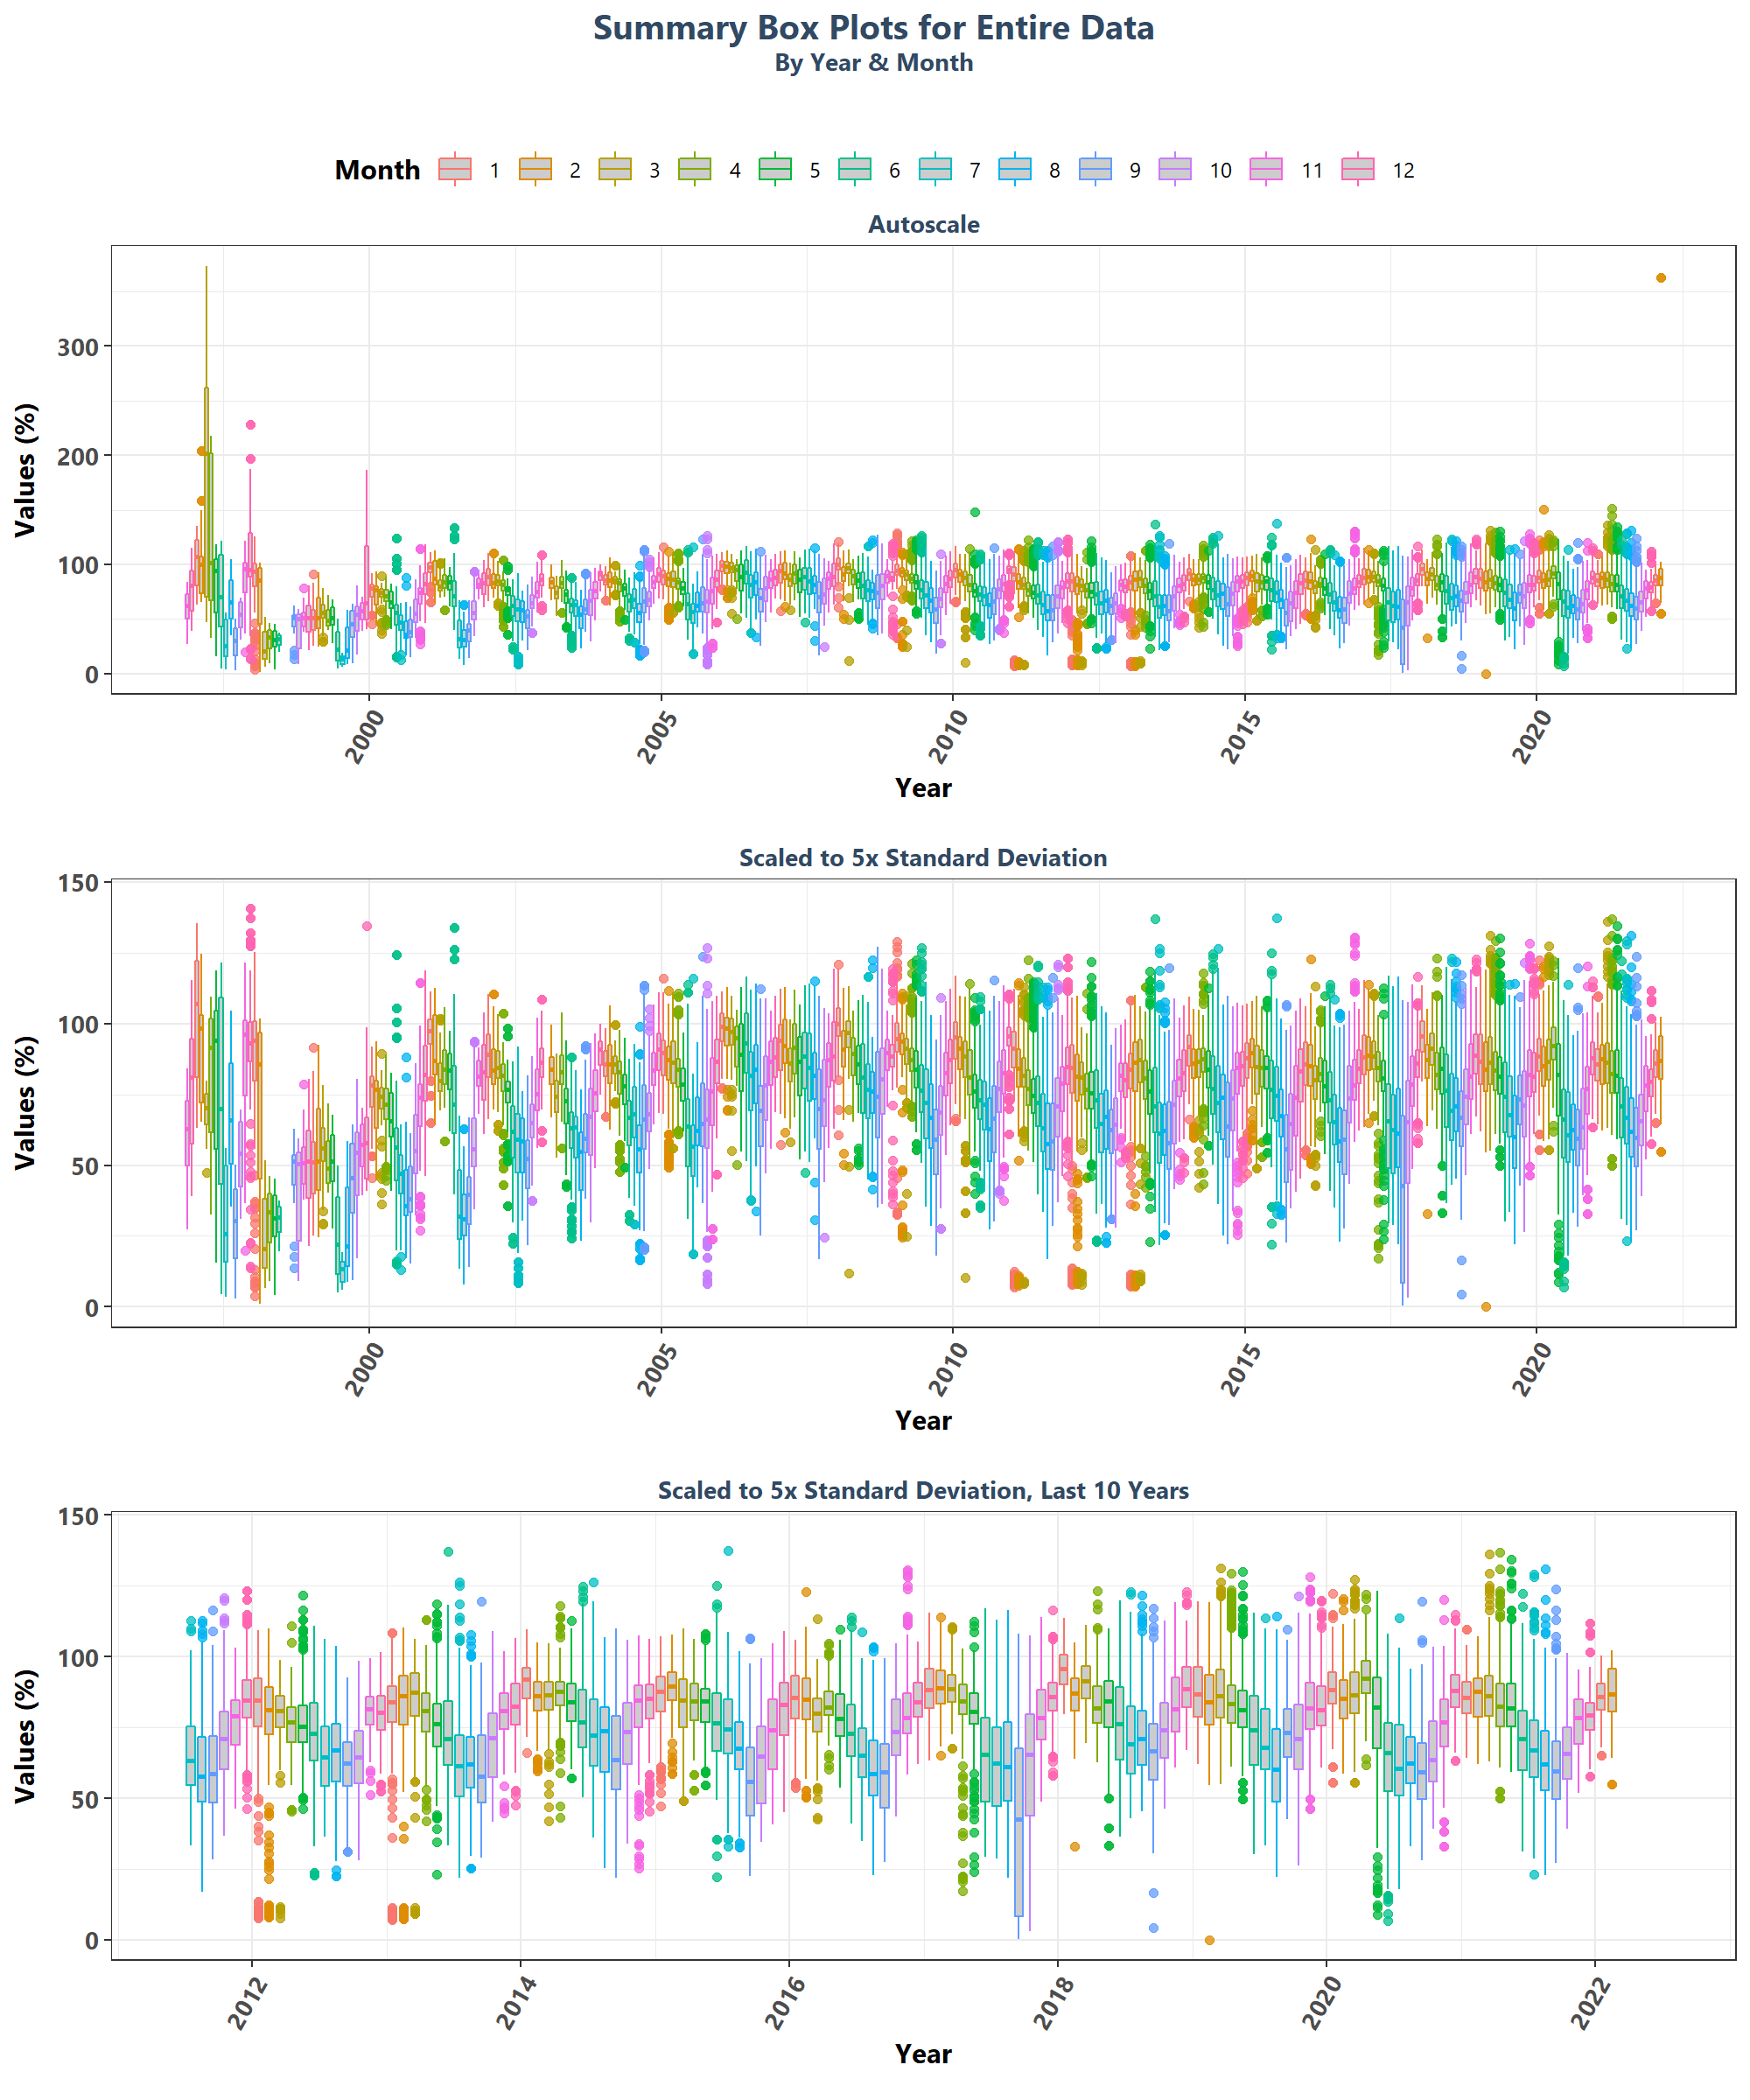 Summary Box Plots for Entire Data
By Year & Month
Month 1 2 3 4 5 6 7 8 9 10 11 12
Autoscale
Values (%)
300
200
100
0
2000 2005 2010 2015 2020
Year
Scaled to 5x Standard Deviation
Values (%)
150
100
50
0
2000 2005 2010 2015 2020
Year
Scaled to 5x Standard Deviation, Last 10 Years
Values (%)
150
100
50
0
2012 2014 2016 2018 2020 2022
Year